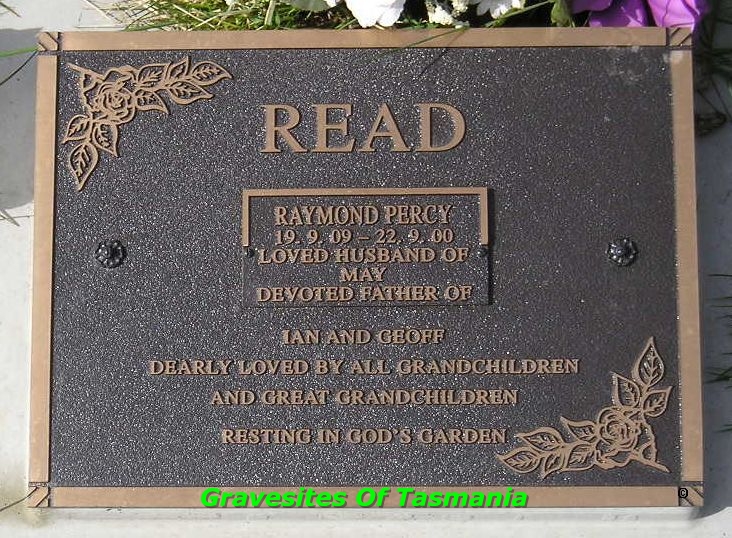 READ
RAYMOND PERCY
19. 9. 09 – 22. 9. 00
LOVED HUSBAND OF
MAY
DEVOTED FATHER OF
IAN AND GEOFF
DEARLY LOVED BY ALL GRANDCHILDREN
AND GREAT GRANDCHILDREN
RESTING IN GOD'S GARDEN
Gravesites Of Tasmania
©